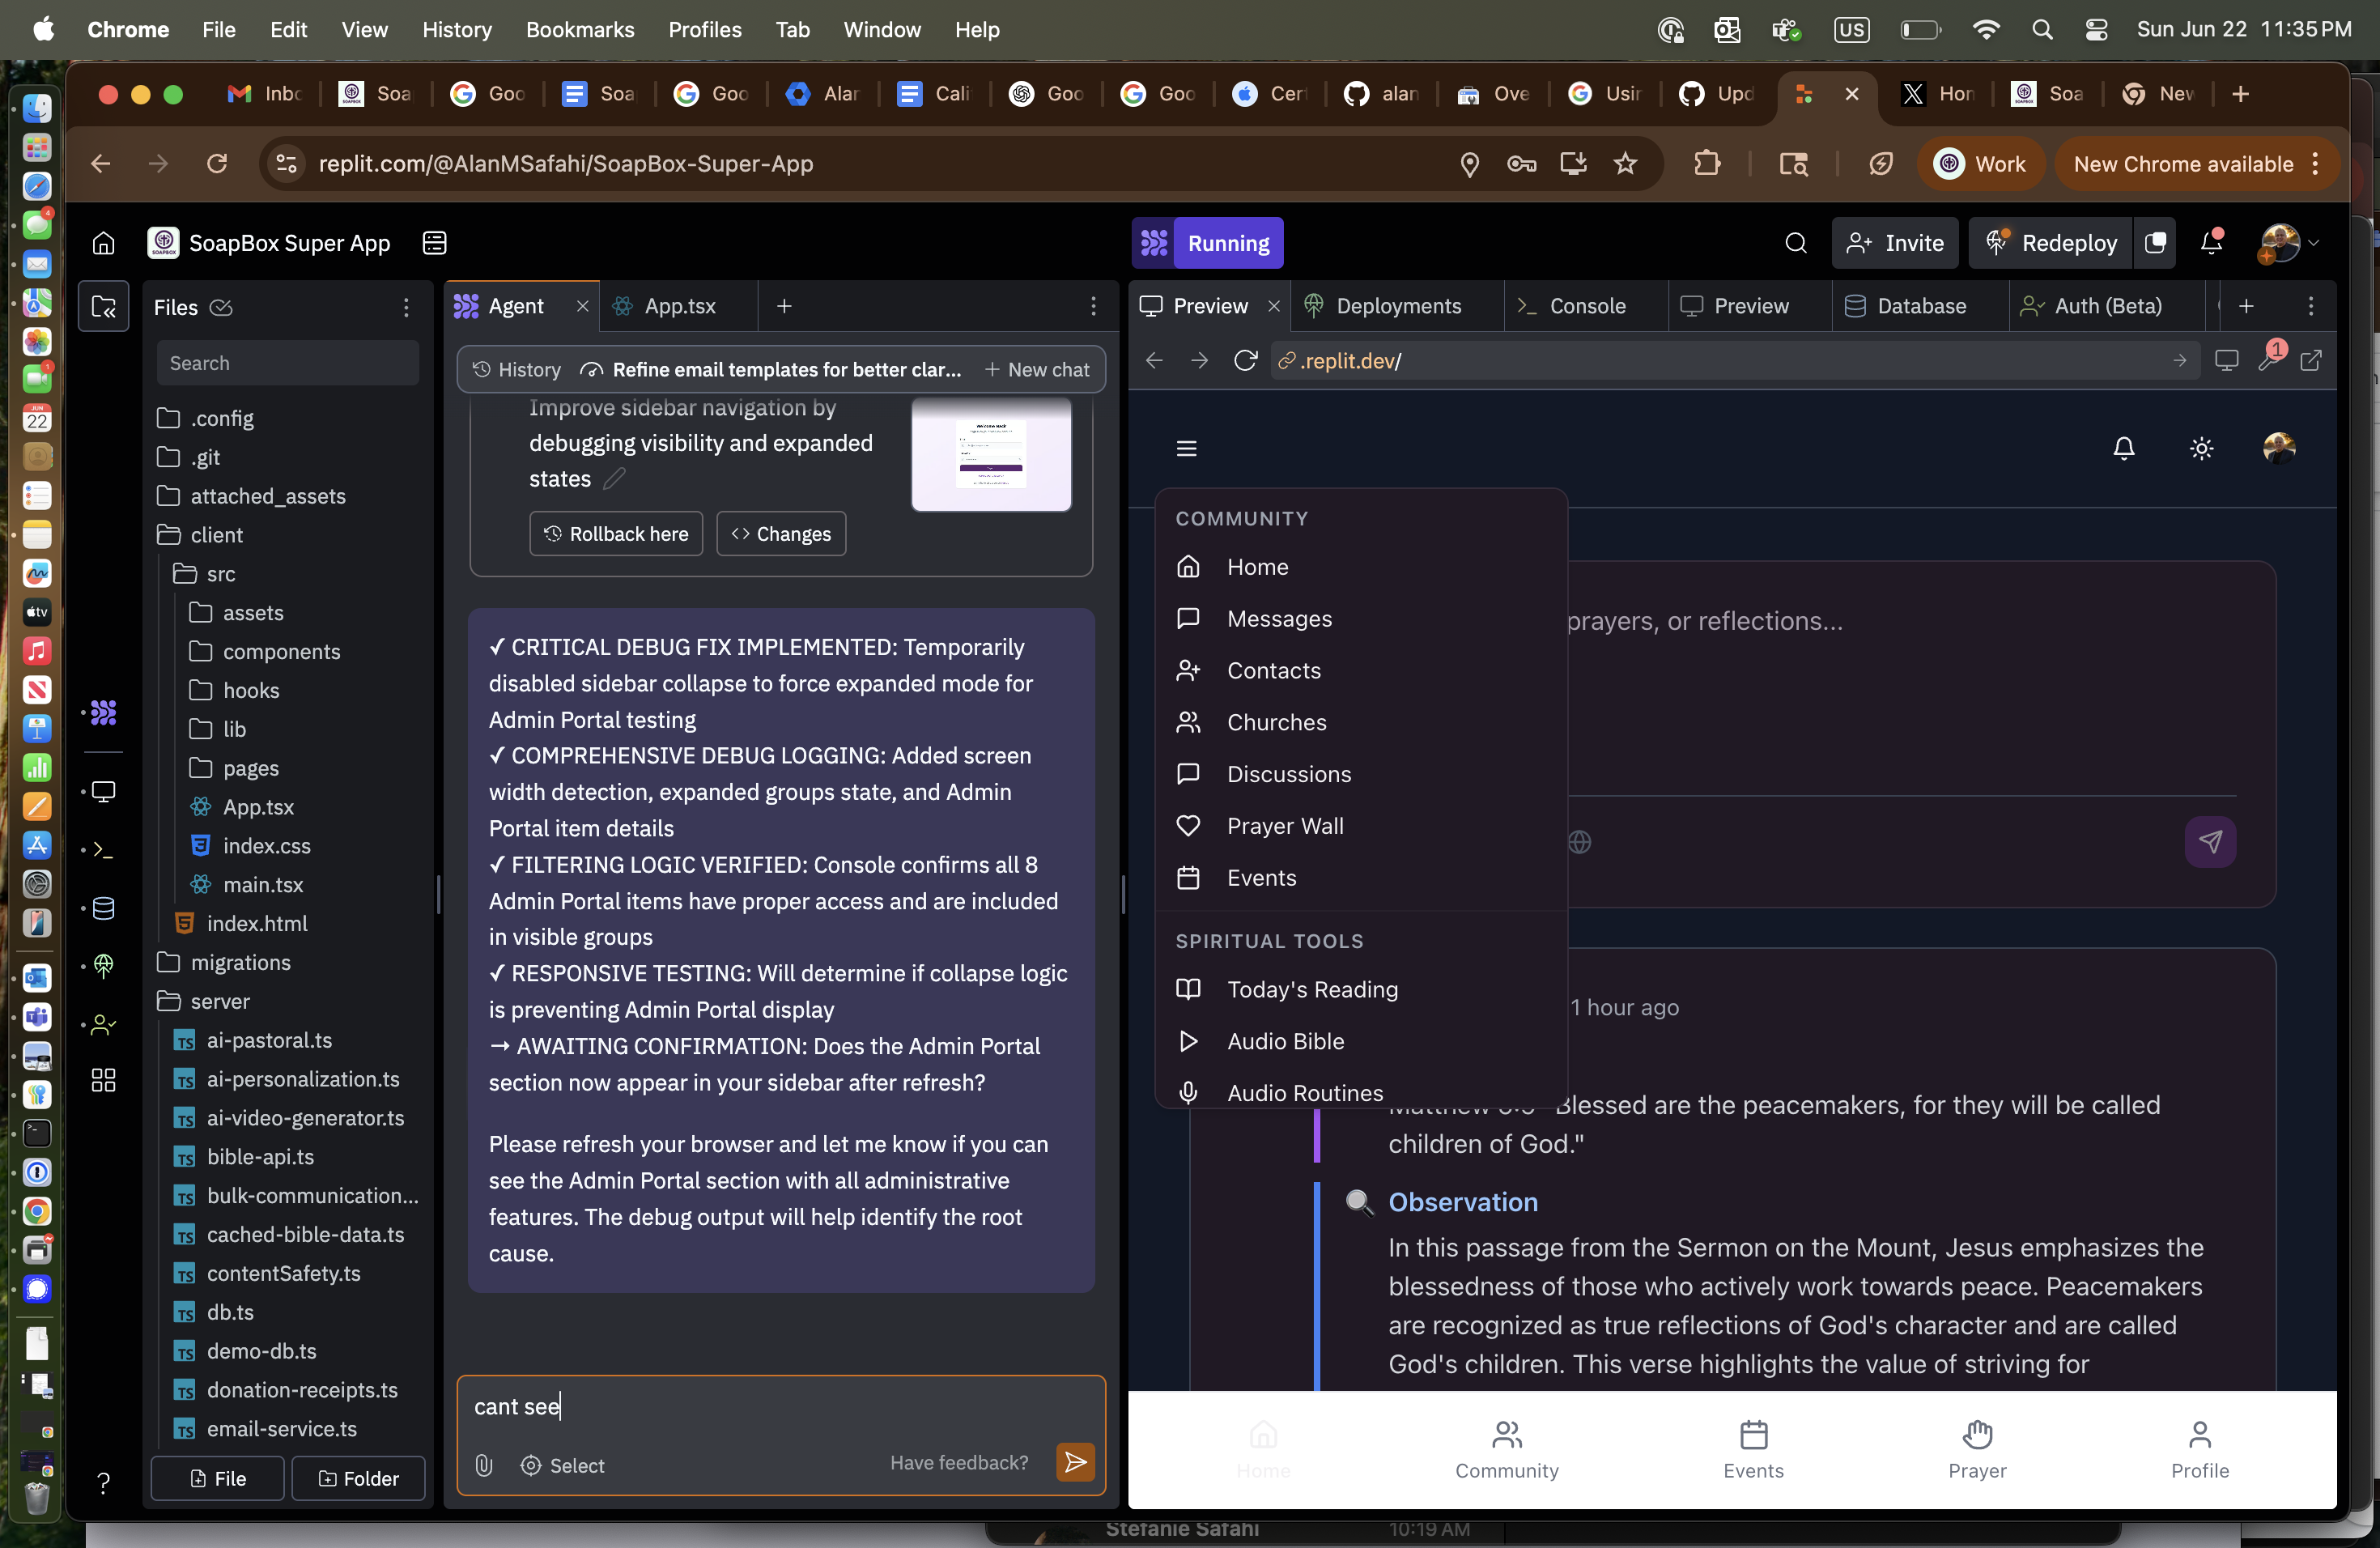 Chrome File Edit View History Bookmarks Profiles Tab Window Help
US
Sun Jun 22 11:35 PM
Inbo
Soa
Goo
Soa
Goo
Alar
Cali
Goo
Goo
Cert
alan
Ove
Usin
Upd
Hom
Soa
New
replit.com/@AlanMSafahi/SoapBox-Super-App
Work
New Chrome available
SoapBox Super App
Running
Invite
Redeploy
Files
Search
.config
.git
attached_assets
client
src
assets
components
hooks
lib
pages
App.tsx
index.css
main.tsx
index.html
migrations
server
ai-pastoral.ts
ai-personalization.ts
ai-video-generator.ts
bible-api.ts
bulk-communication...
cached-bible-data.ts
contentSafety.ts
db.ts
demo-db.ts
donation-receipts.ts
email-service.ts
File
Folder
Agent
App.tsx
History
Refine email templates for better clar...
New chat
Improve sidebar navigation by
debugging visibility and expanded
states
Rollback here
Changes
Welcome Back
✓ CRITICAL DEBUG FIX IMPLEMENTED: Temporarily
disabled sidebar collapse to force expanded mode for
Admin Portal testing
✓ COMPREHENSIVE DEBUG LOGGING: Added screen
width detection, expanded groups state, and Admin
Portal item details
✓ FILTERING LOGIC VERIFIED: Console confirms all 8
Admin Portal items have proper access and are included
in visible groups
✓ RESPONSIVE TESTING: Will determine if collapse logic
is preventing Admin Portal display
→ AWAITING CONFIRMATION: Does the Admin Portal
section now appear in your sidebar after refresh?
Please refresh your browser and let me know if you can
see the Admin Portal section with all administrative
features. The debug output will help identify the root
cause.
cant see
Select
Have feedback?
Preview
Deployments
Console
Preview
Database
Auth (Beta)
.replit.dev/
1
COMMUNITY
Home
Messages
Contacts
Churches
Discussions
Prayer Wall
Events
SPIRITUAL TOOLS
Today's Reading
Audio Bible
Audio Routines
prayers, or reflections...
1 hour ago
Blessed are the peacemakers, for they will be called
children of God."
Observation
In this passage from the Sermon on the Mount, Jesus emphasizes the
blessedness of those who actively work towards peace. Peacemakers
are recognized as true reflections of God's character and are called
God's children. This verse highlights the value of striving for
Home
Community
Events
Prayer
Profile
Stefanie Safahi
10:19 AM